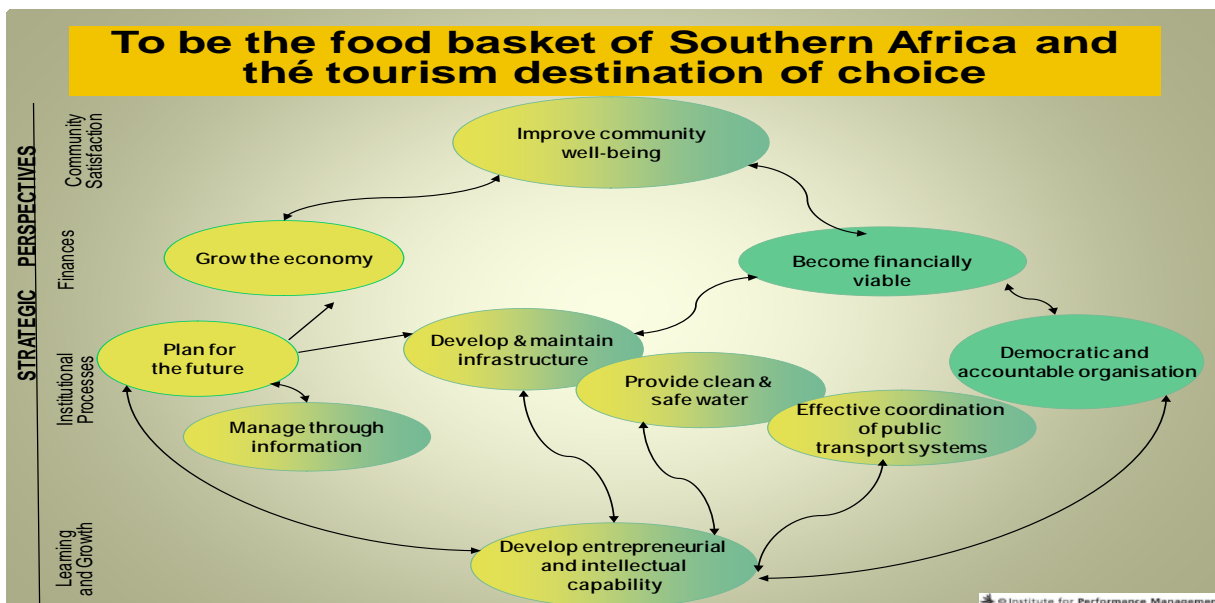 To be the food basket of Southern Africa and
thé tourism destination of choice
STRATEGIC PERSPECTIVES
Community
Satisfaction
Finances
Institutional
Processes
Learning
and Growth
Improve community
well-being
Grow the economy
Become financially
viable
Plan for
the future
Develop & maintain
infrastructure
Democratic and
accountable organisation
Provide clean &
safe water
Manage through
information
Effective coordination
of public
transport systems
Develop entrepreneurial
and intellectual
capability
© Institute for Performance Management